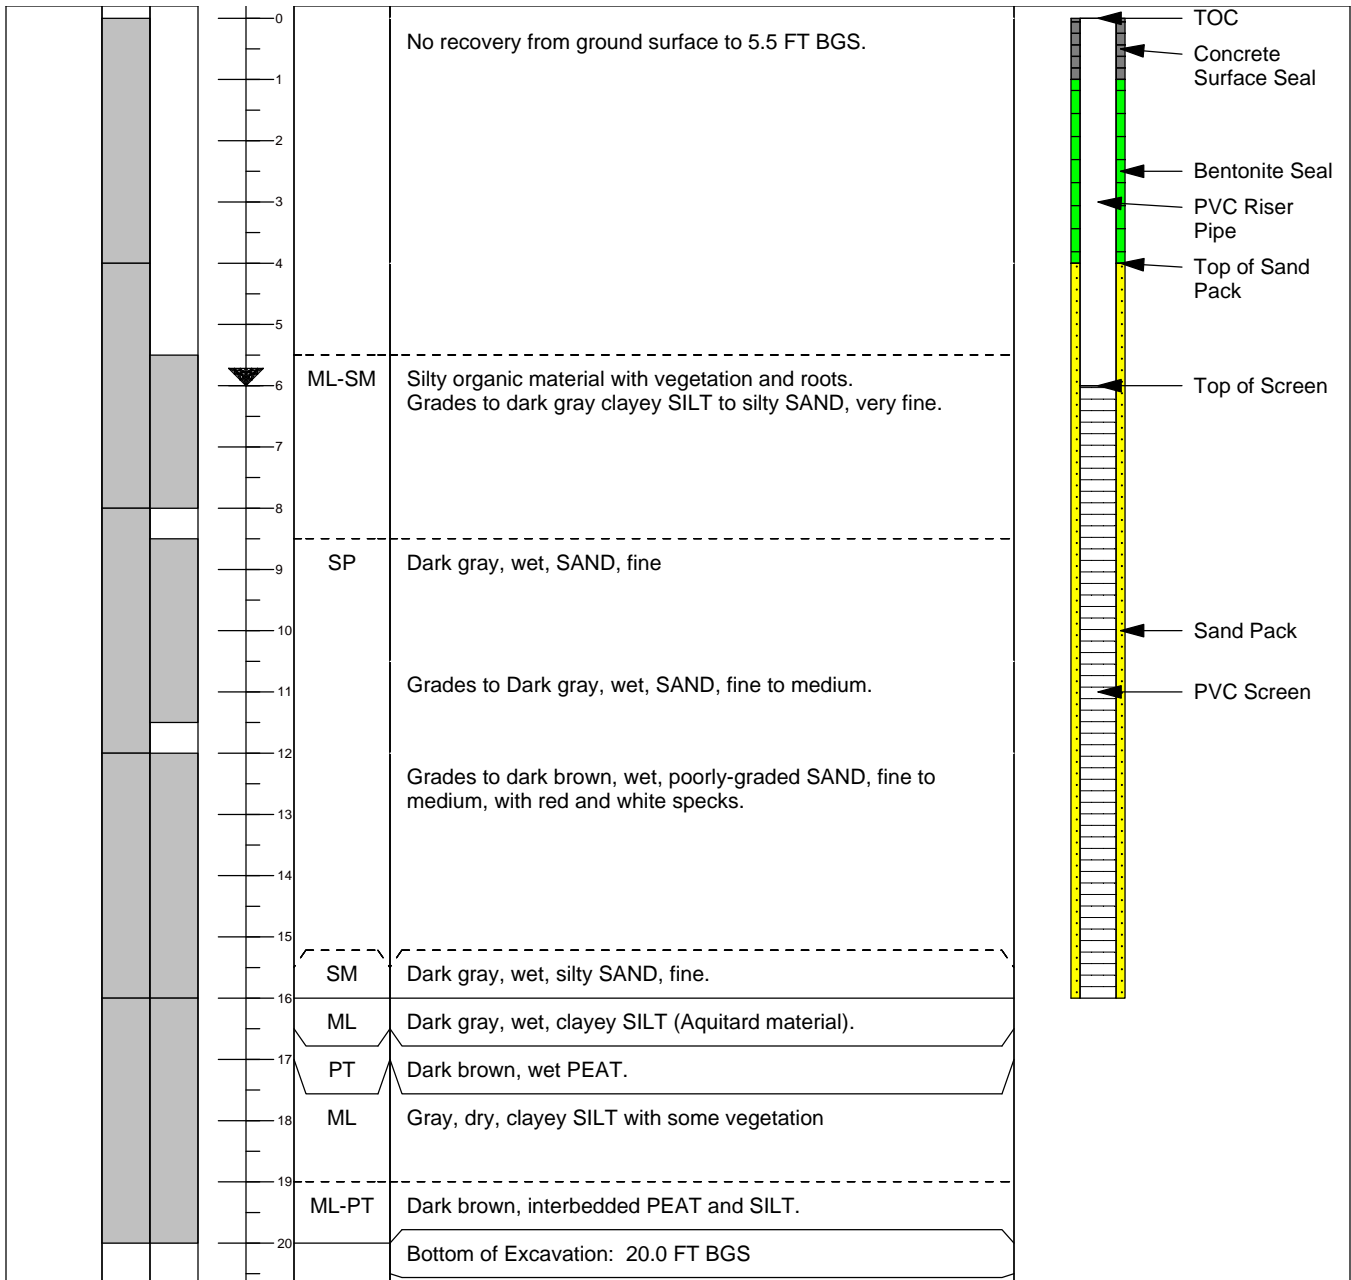 0
No recovery from ground surface to 5.5 FT BGS.
1
2
3
4
5
6
ML-SM
Silty organic material with vegetation and roots.
Grades to dark gray clayey SILT to silty SAND, very fine.
7
8
SP
Dark gray, wet, SAND, fine
9
10
Grades to Dark gray, wet, SAND, fine to medium.
11
12
Grades to dark brown, wet, poorly-graded SAND, fine to
medium, with red and white specks.
13
14
15
SM
Dark gray, wet, silty SAND, fine.
16
ML
Dark gray, wet, clayey SILT (Aquitard material).
17
PT
Dark brown, wet PEAT.
ML
Gray, dry, clayey SILT with some vegetation
18
19
ML-PT
Dark brown, interbedded PEAT and SILT.
20
Bottom of Excavation: 20.0 FT BGS
TOC
Concrete
Surface Seal
Bentonite Seal
PVC Riser
Pipe
Top of Sand
Pack
Top of Screen
Sand Pack
PVC Screen